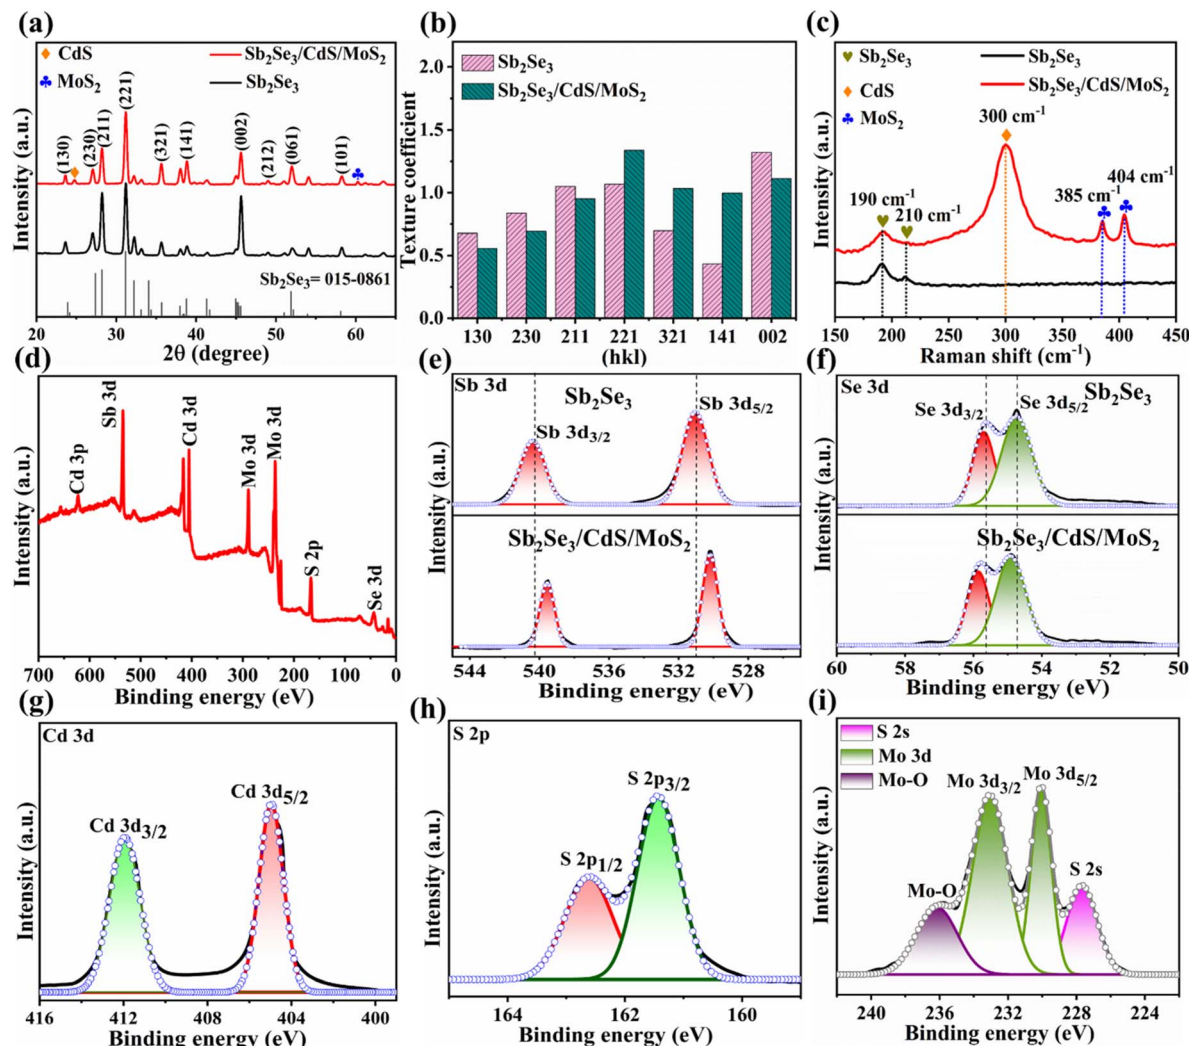 (a)
CdS
MoS₂
Sb₂Se₃/CdS/MoS₂
Sb₂Se₃
(130)
(230)
(211)
(221)
(321)
(141)
(002)
(212)
(061)
(101)
Sb₂Se₃= 015-0861
Intensity (a.u.)
20 30 40 50 60
2θ (degree)
(b)
Sb₂Se₃
Sb₂Se₃/CdS/MoS₂
Texture coefficient
2.0
1.5
1.0
0.5
0.0
130 230 211 221 321 141 002
(hkl)
(c)
Sb₂Se₃
CdS
MoS₂
Sb₂Se₃
Sb₂Se₃/CdS/MoS₂
300 cm⁻¹
190 cm⁻¹
210 cm⁻¹
385 cm⁻¹
404 cm⁻¹
Intensity (a.u.)
150 200 250 300 350 400 450
Raman shift (cm⁻¹)
(d)
Cd 3p
Sb 3d
Cd 3d
Mo 3d
Mo 3d
S 2p
Se 3d
Intensity (a.u.)
700 600 500 400 300 200 100 0
Binding energy (eV)
(e)
Sb 3d
Sb₂Se₃
Sb 3d₃/₂
Sb 3d₅/₂
Sb₂Se₃/CdS/MoS₂
Intensity (a.u.)
544 540 536 532 528
Binding energy (eV)
(f)
Se 3d
Se 3d₃/₂
Se 3d₅/₂
Sb₂Se₃
Sb₂Se₃/CdS/MoS₂
Intensity (a.u.)
60 58 56 54 52 50
Binding energy (eV)
(g)
Cd 3d
Cd 3d₃/₂
Cd 3d₅/₂
Intensity (a.u.)
416 412 408 404 400
Binding energy (eV)
(h)
S 2p
S 2p₃/₂
S 2p₁/₂
Intensity (a.u.)
164 162 160
Binding energy (eV)
(i)
S 2s
Mo 3d
Mo-O
Mo 3d₃/₂
Mo 3d₅/₂
S 2s
Mo-O
Intensity (a.u.)
240 236 232 228 224
Binding energy (eV)